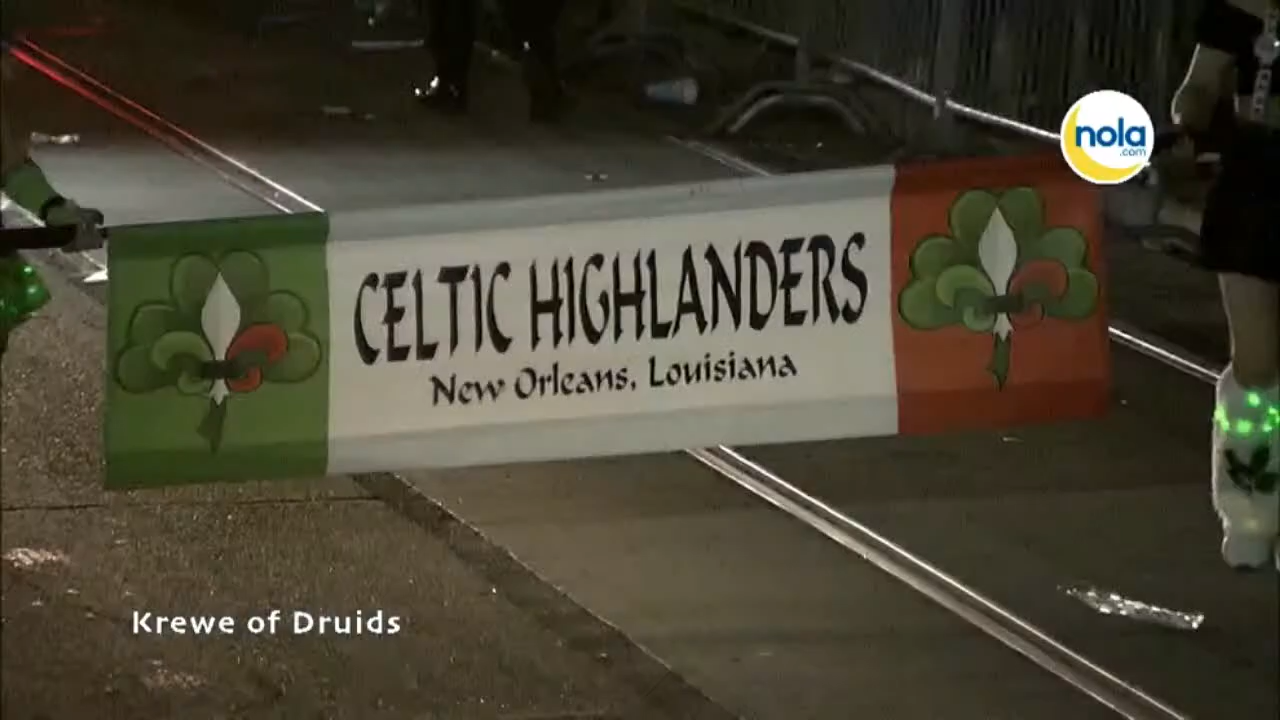 nola
.com
CELTIC HIGHLANDERS
New Orleans, Louisiana
Krewe of Druids